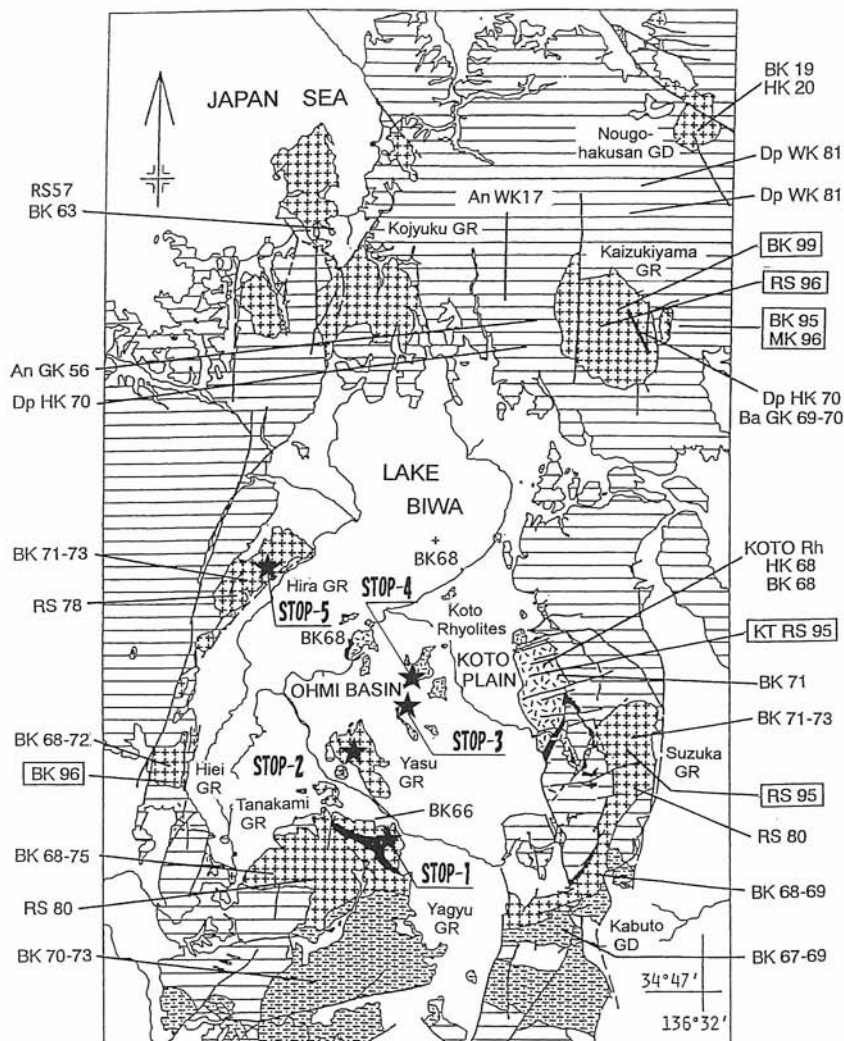 BK 19
HK 20
JAPAN SEA
Nougo-
hakusan GD
Dp WK 81
RS57
BK 63
An WK17
Dp WK 81
Kojyuku GR
Kaizukiyama
GR
BK 99
RS 96
BK 95
MK 96
An GK 56
Dp HK 70
Dp HK 70
Ba GK 69-70
LAKE
BIWA
BK 71-73
BK68
KOTO Rh
HK 68
BK 68
STOP-4
Hira GR
RS 78
STOP-5
Koto
Rhyolites
BK68
KT RS 95
KOTO
PLAIN
OHMI BASIN
BK 71
BK 71-73
BK 68-72
STOP-3
STOP-2
Suzuka
GR
Hiei
GR
Yasu
GR
BK 96
RS 95
Tanakami
GR
BK66
RS 80
BK 68-75
STOP-1
BK 68-69
RS 80
Yagyu
GR
Kabuto
GD
BK 70-73
BK 67-69
34°47'
136°32'